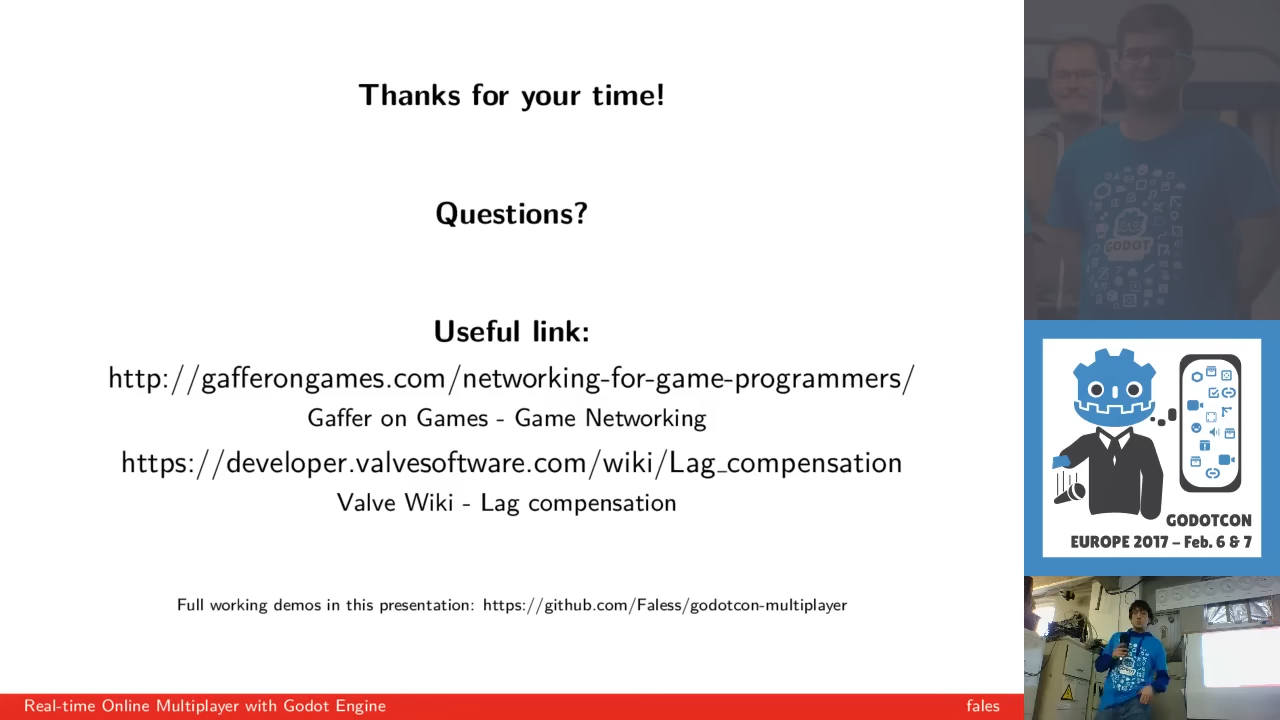 Thanks for your time!
Questions?
Useful link:
http://gafferongames.com/networking-for-game-programmers/
Gaffer on Games - Game Networking
https://developer.valvesoftware.com/wiki/Lag_compensation
Valve Wiki - Lag compensation
Full working demos in this presentation: https://github.com/Faless/godotcon-multiplayer
Real-time Online Multiplayer with Godot Engine
fales
GODOT
GODOTCON
EUROPE 2017 – Feb. 6 & 7